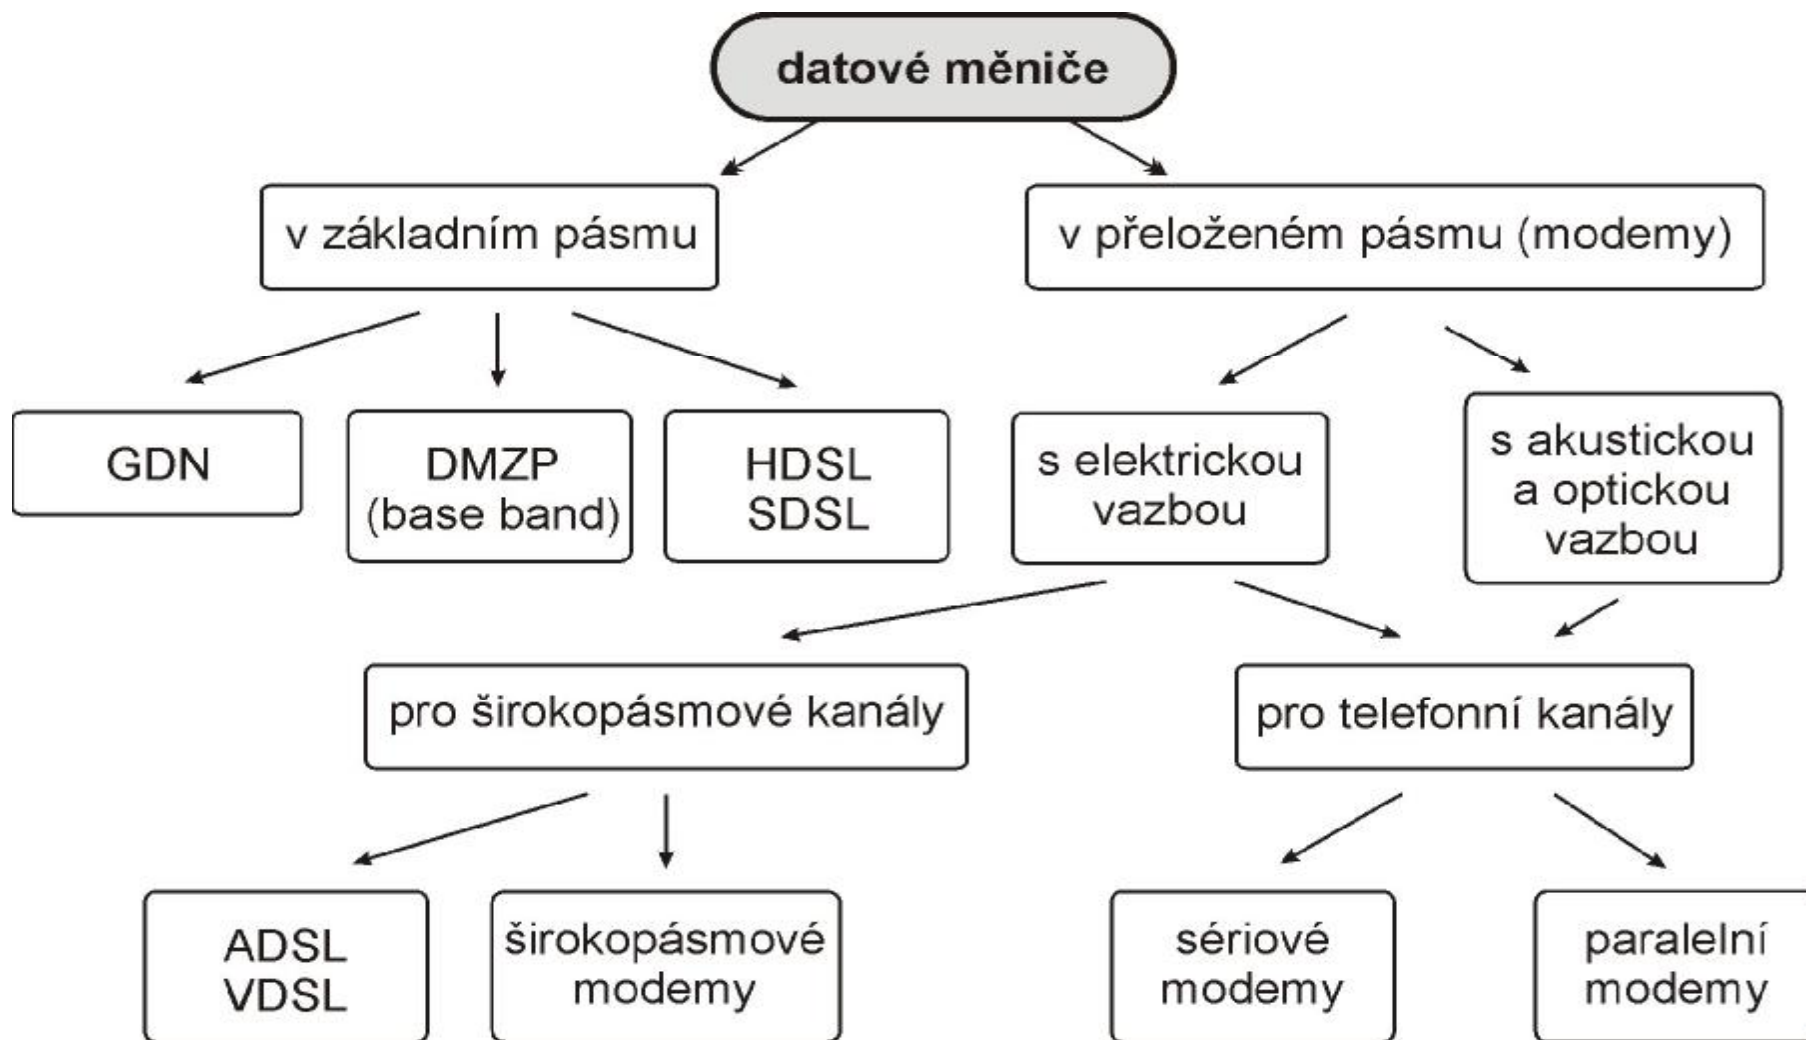 datové měniče
v základním pásmu
v přeloženém pásmu (modemy)
GDN
DMZP
(base band)
HDSL
SDSL
s elektrickou
vazbou
s akustickou
a optickou
vazbou
pro širokopásmové kanály
pro telefonní kanály
ADSL
VDSL
širokopásmové
modemy
sériové
modemy
paralelní
modemy